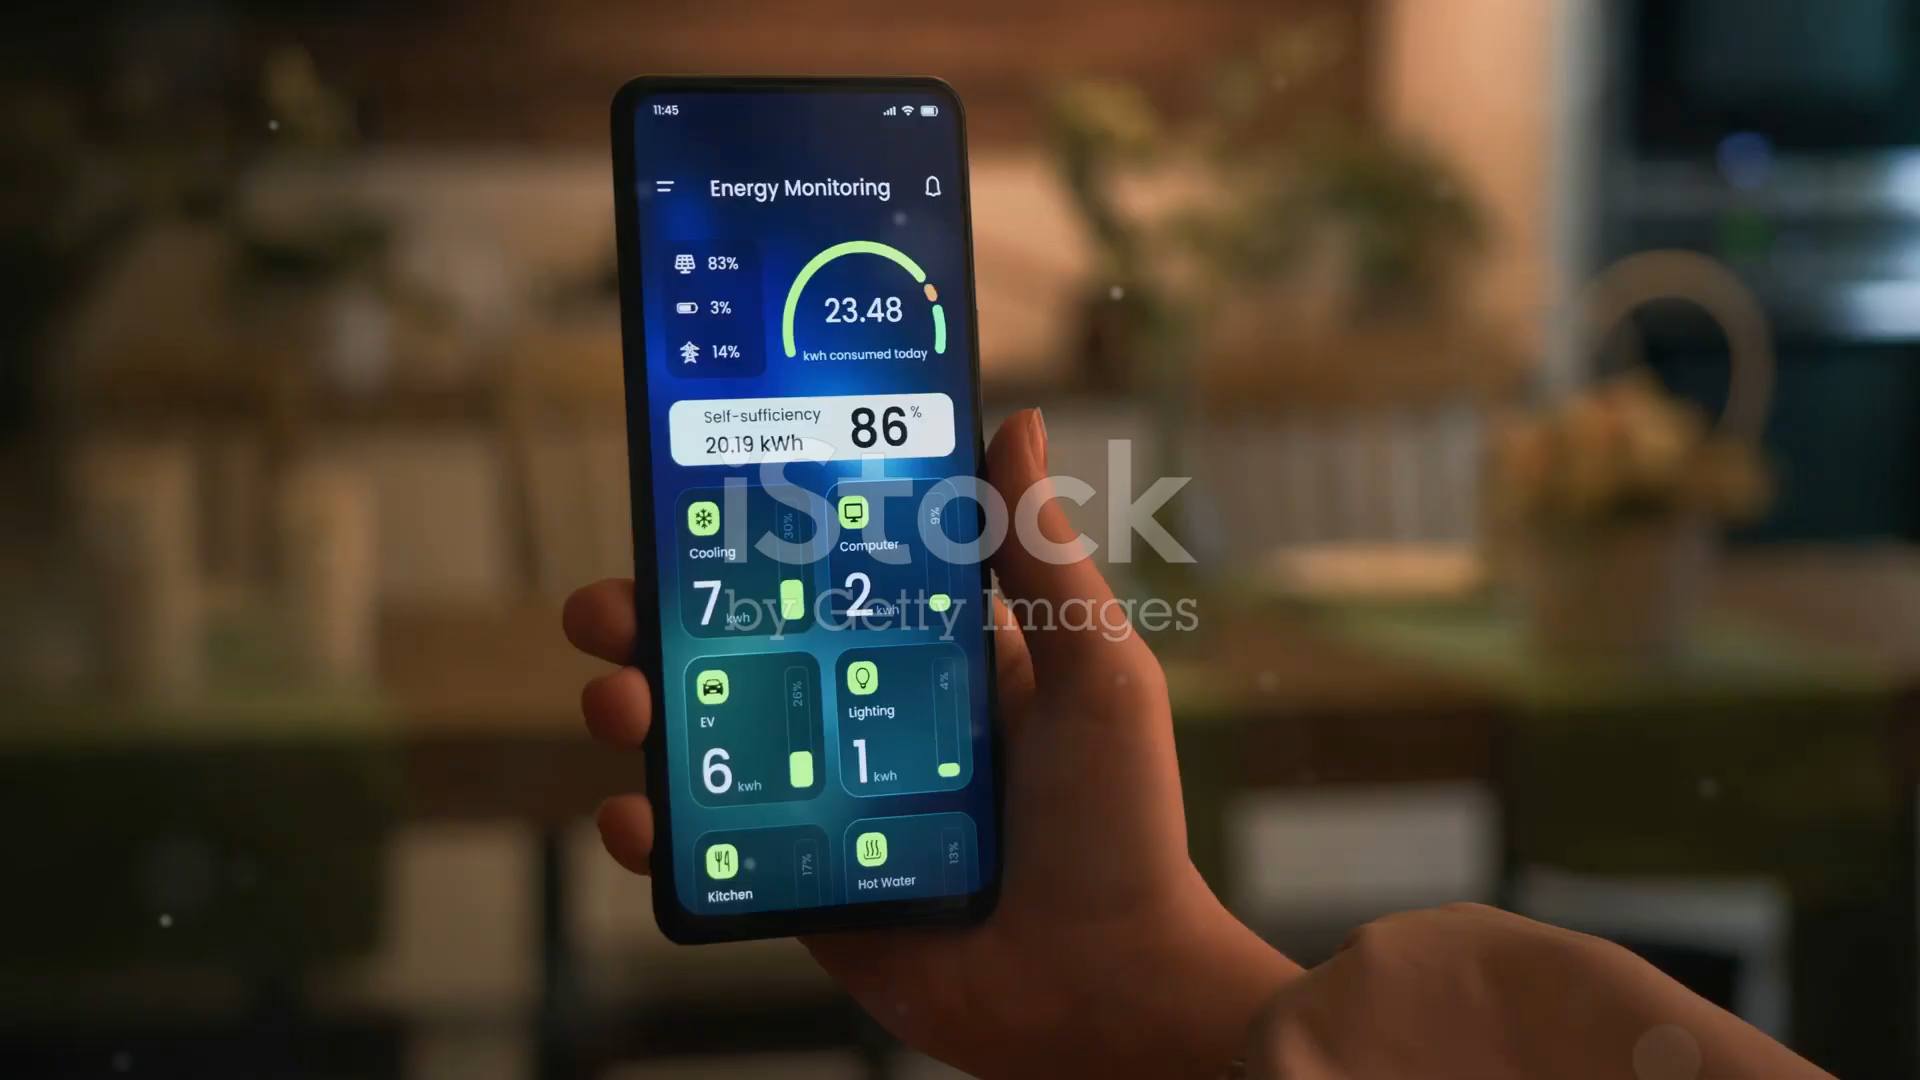 11:45
Energy Monitoring
83%
3%
14%
23.48
kwh consumed today
Self-sufficiency
20.19 kWh
86%
Cooling
30%
7 kwh
Computer
9%
2 kwh
EV
26%
6 kwh
Lighting
4%
1 kwh
Kitchen
17%
Hot Water
13%
iStock
by Getty Images